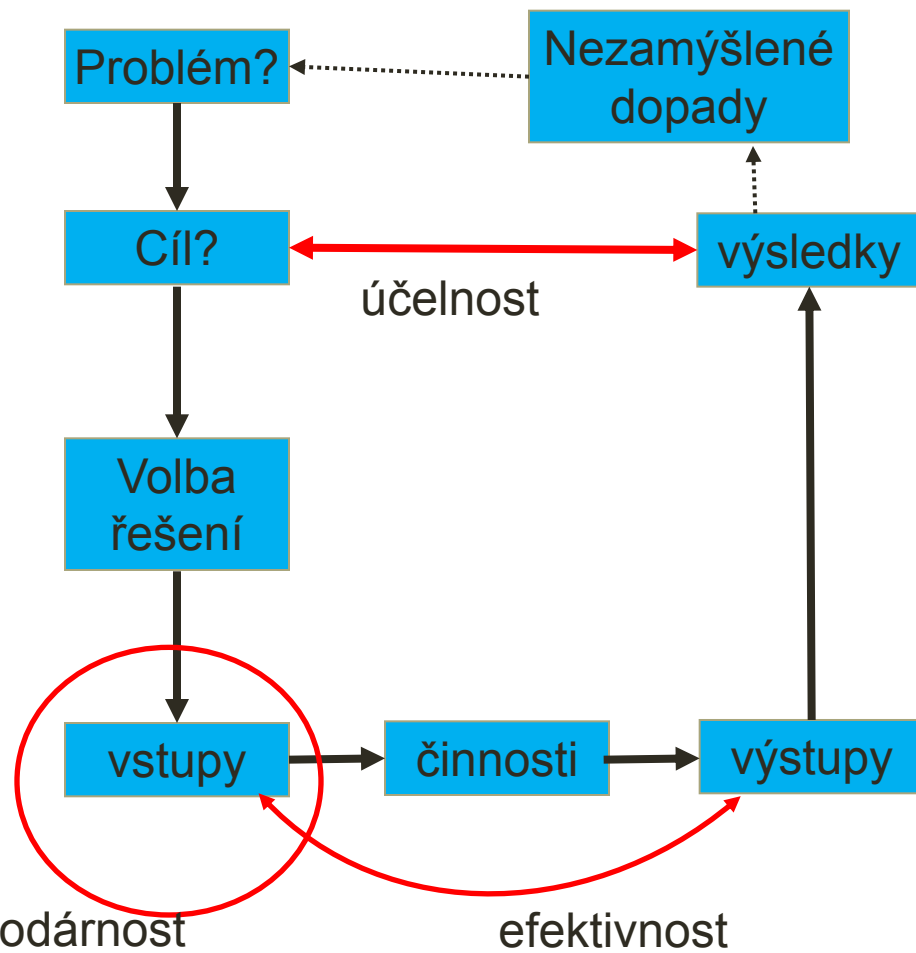 Problém?
Nezamýšlené
dopady
Cíl?
výsledky
účelnost
Volba
řešení
vstupy
činnosti
výstupy
odárnost
efektivnost